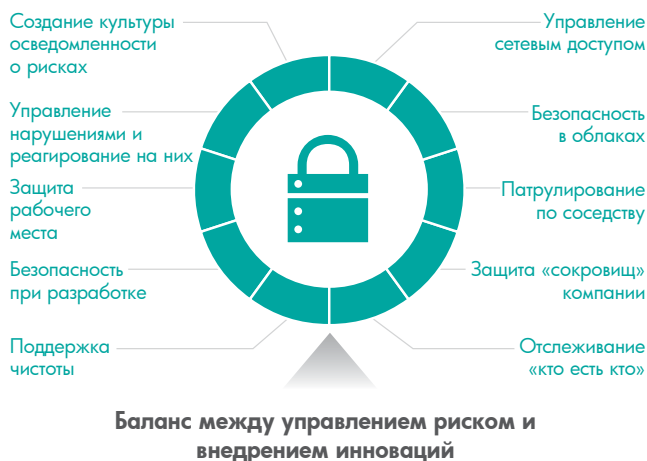 Создание культуры
осведомленности
о рисках
Управление
нарушениями и
реагирование на них
Защита
рабочего
места
Безопасность
при разработке
Поддержка
чистоты
Управление
сетевым доступом
Безопасность
в облаках
Патрулирование
по соседству
Защита «сокровищ»
компании
Отслеживание
«кто есть кто»
Баланс между управлением риском и
внедрением инноваций